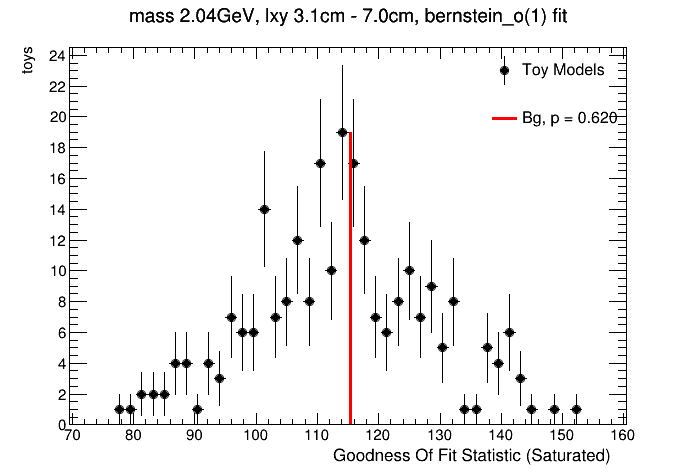 mass 2.04GeV, lxy 3.1cm - 7.0cm, bernstein_o(1) fit
toys
24
22
20
18
16
14
12
10
8
6
4
2
0
Toy Models
Bg, p = 0.620
70 80 90 100 110 120 130 140 150 160
Goodness Of Fit Statistic (Saturated)